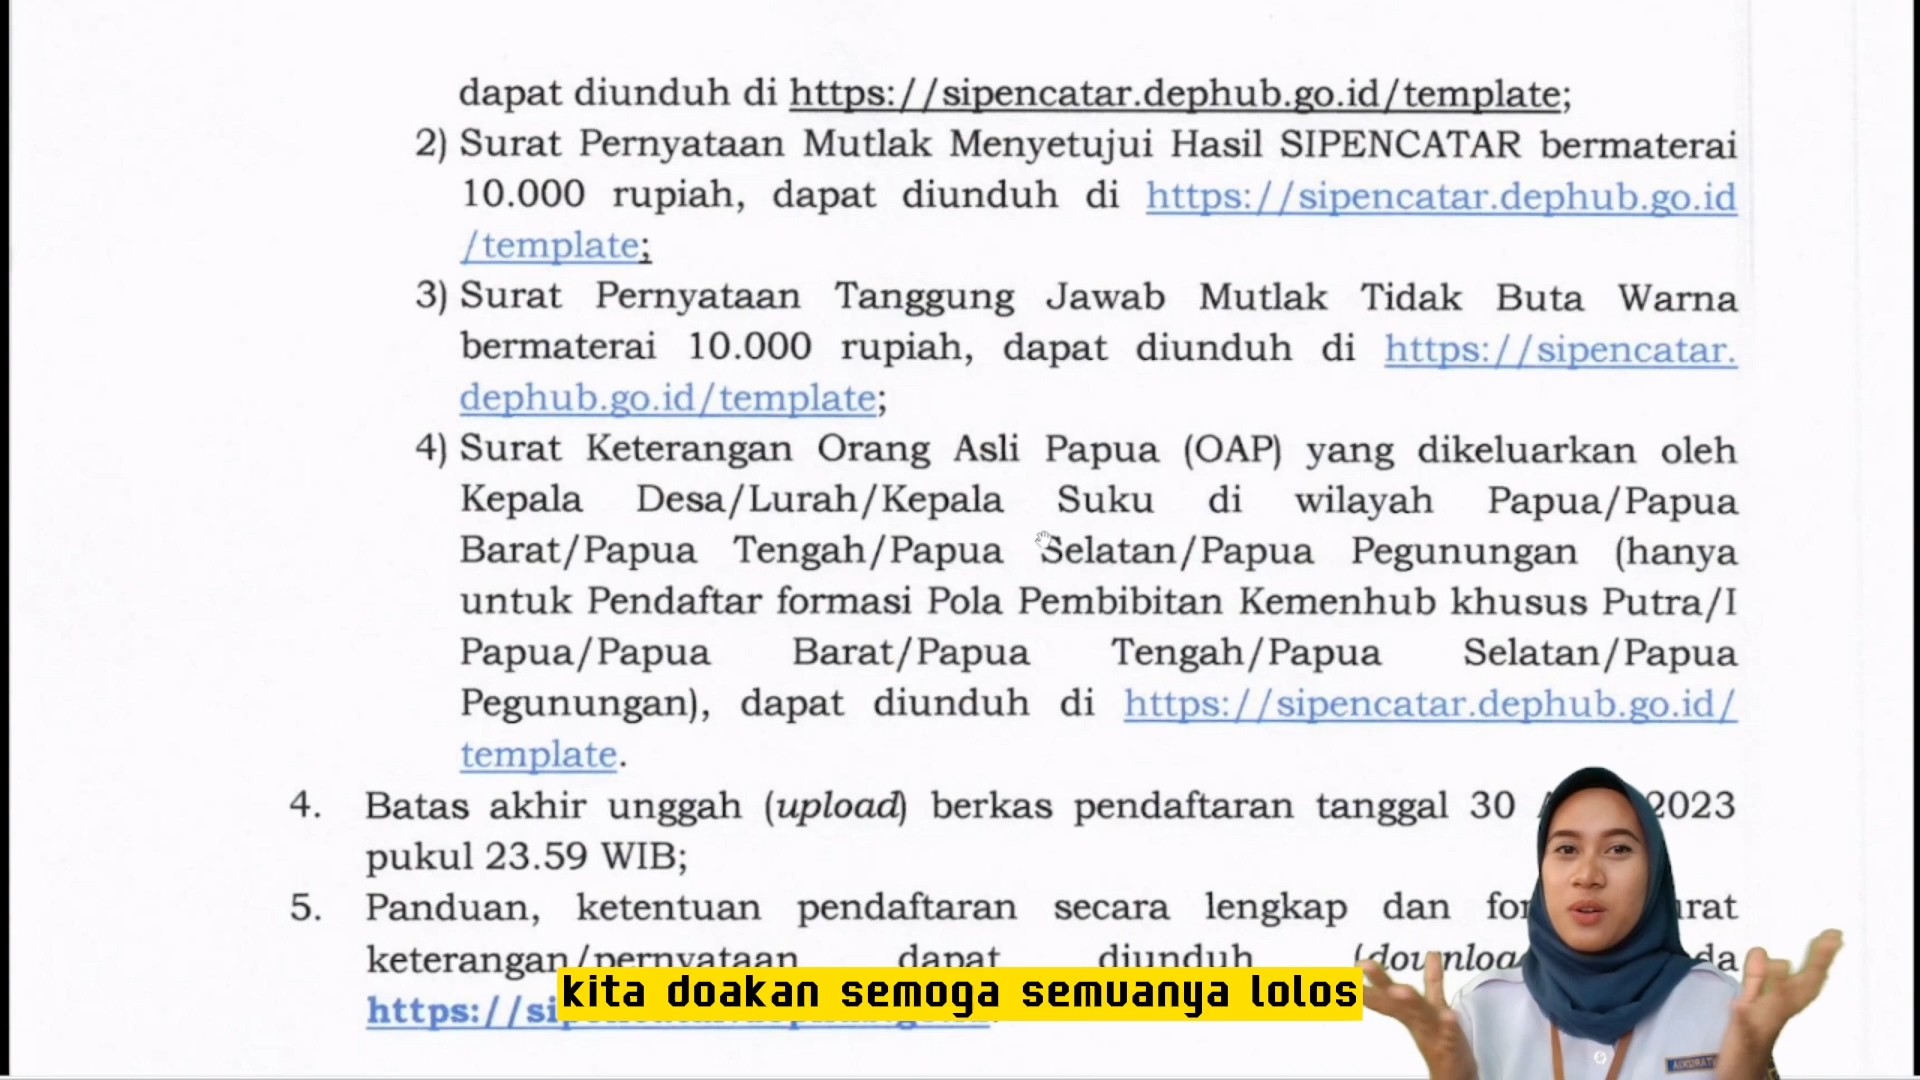 dapat diunduh di https://sipencatar.dephub.go.id/template;
2) Surat Pernyataan Mutlak Menyetujui Hasil SIPENCATAR bermaterai
10.000 rupiah, dapat diunduh di https://sipencatar.dephub.go.id
/template;
3) Surat Pernyataan Tanggung Jawab Mutlak Tidak Buta Warna
bermaterai 10.000 rupiah, dapat diunduh di https://sipencatar.
dephub.go.id/template;
4) Surat Keterangan Orang Asli Papua (OAP) yang dikeluarkan oleh
Kepala Desa/Lurah/Kepala Suku di wilayah Papua/Papua
Barat/Papua Tengah/Papua Selatan/Papua Pegunungan (hanya
untuk Pendaftar formasi Pola Pembibitan Kemenhub khusus Putra/I
Papua/Papua Barat/Papua Tengah/Papua Selatan/Papua
Pegunungan), dapat diunduh di https://sipencatar.dephub.go.id/
template.
4. Batas akhir unggah (upload) berkas pendaftaran tanggal 30 2023
pukul 23.59 WIB;
5. Panduan, ketentuan pendaftaran secara lengkap dan
keterangan/pernyataan dapat diunduh
kita doakan semoga semuanya lolos
https://